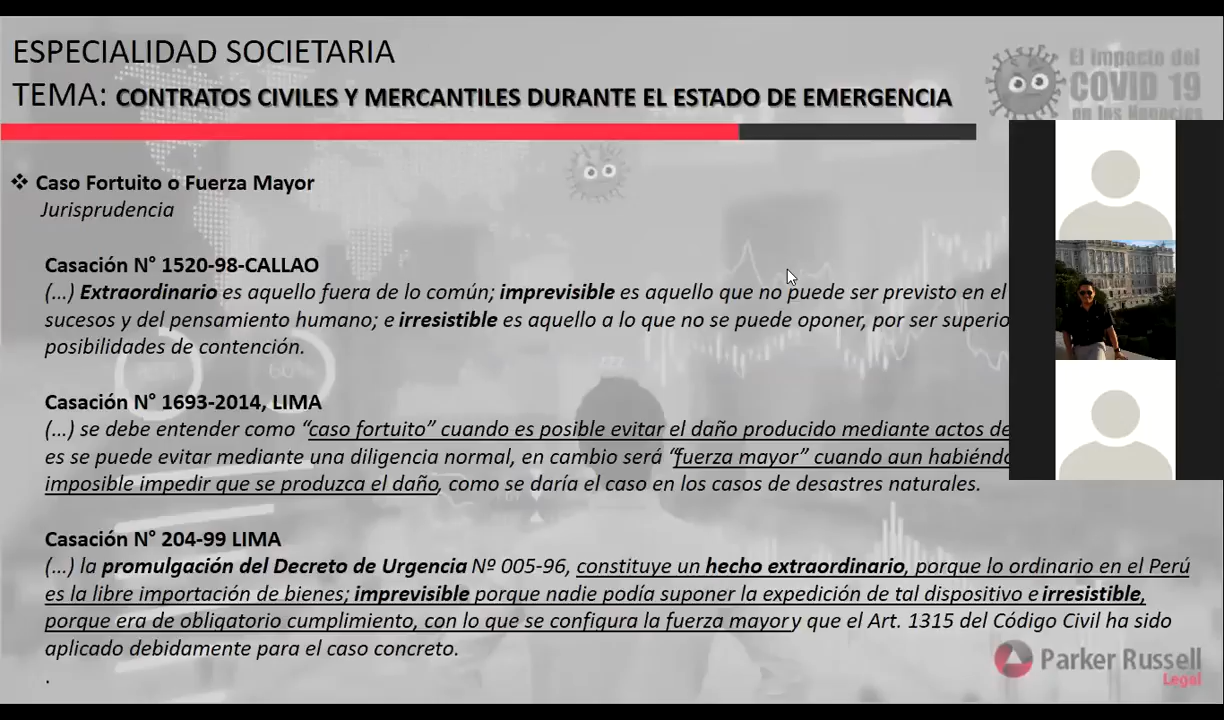 ESPECIALIDAD SOCIETARIA
TEMA: CONTRATOS CIVILES Y MERCANTILES DURANTE EL ESTADO DE EMERGENCIA
El impacto del
COVID 19
en los Negocios
❖ Caso Fortuito o Fuerza Mayor
Jurisprudencia
Casación N° 1520-98-CALLAO
(...) Extraordinario es aquello fuera de lo común; imprevisible es aquello que no puede ser previsto en el
sucesos y del pensamiento humano; e irresistible es aquello a lo que no se puede oponer, por ser superio
posibilidades de contención.
Casación N° 1693-2014, LIMA
(...) se debe entender como “caso fortuito” cuando es posible evitar el daño producido mediante actos de
es se puede evitar mediante una diligencia normal, en cambio será “fuerza mayor” cuando aun habiéndo
imposible impedir que se produzca el daño, como se daría el caso en los casos de desastres naturales.
Casación N° 204-99 LIMA
(...) la promulgación del Decreto de Urgencia Nº 005-96, constituye un hecho extraordinario, porque lo ordinario en el Perú
es la libre importación de bienes; imprevisible porque nadie podía suponer la expedición de tal dispositivo e irresistible,
porque era de obligatorio cumplimiento, con lo que se configura la fuerza mayor y que el Art. 1315 del Código Civil ha sido
aplicado debidamente para el caso concreto.
.
Parker Russell
Legal